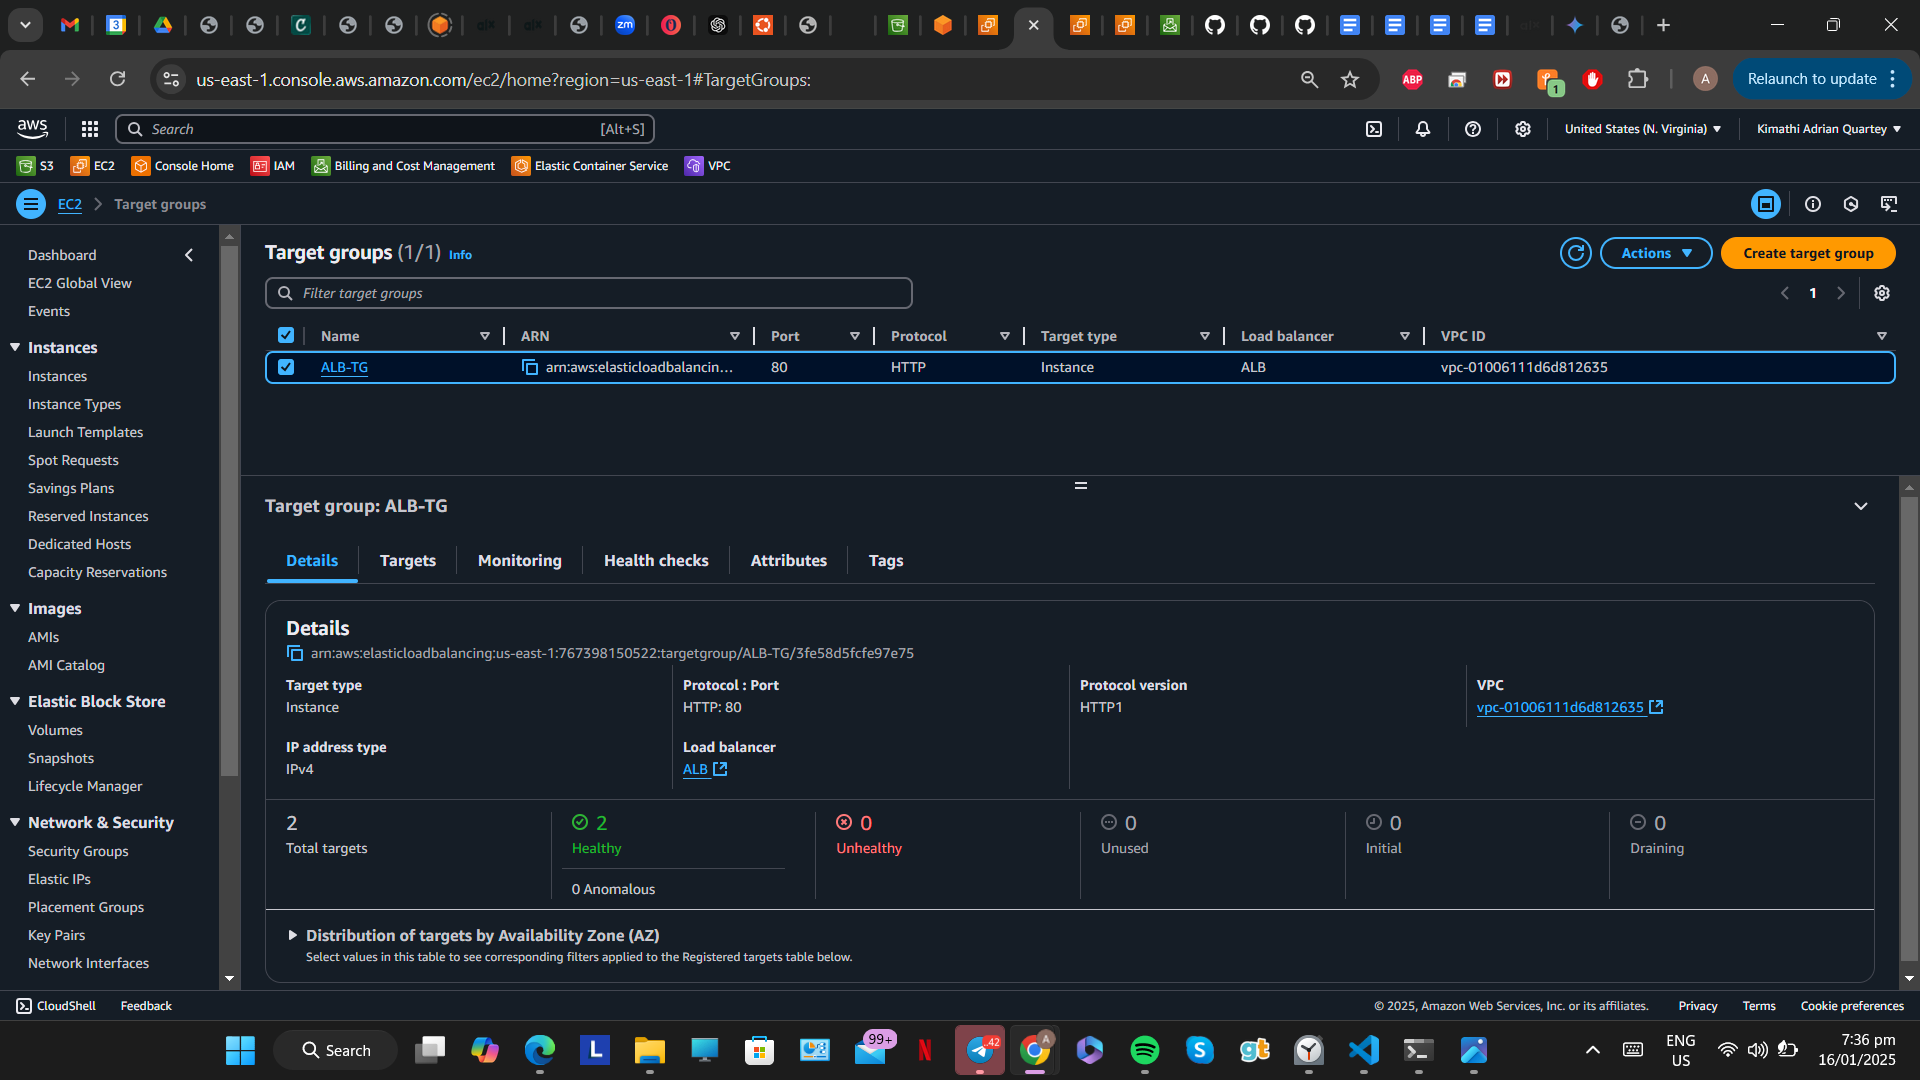 us-east-1.console.aws.amazon.com/ec2/home?region=us-east-1#TargetGroups:
ABP
1
A
Relaunch to update
aws
Search
[Alt+S]
United States (N. Virginia)
Kimathi Adrian Quartey
S3
EC2
Console Home
IAM
Billing and Cost Management
Elastic Container Service
VPC
EC2
Target groups
Dashboard
EC2 Global View
Events
Instances
Instances
Instance Types
Launch Templates
Spot Requests
Savings Plans
Reserved Instances
Dedicated Hosts
Capacity Reservations
Images
AMIs
AMI Catalog
Elastic Block Store
Volumes
Snapshots
Lifecycle Manager
Network & Security
Security Groups
Elastic IPs
Placement Groups
Key Pairs
Network Interfaces
Target groups (1/1) Info
Actions
Create target group
Filter target groups
1
Name ARN Port Protocol Target type Load balancer VPC ID
ALB-TG arn:aws:elasticloadbalancin... 80 HTTP Instance ALB vpc-01006111d6d812635
Target group: ALB-TG
Details Targets Monitoring Health checks Attributes Tags
Details
arn:aws:elasticloadbalancing:us-east-1:767398150522:targetgroup/ALB-TG/3fe58d5fcfe97e75
Target type
Instance
Protocol : Port
HTTP: 80
Protocol version
HTTP1
VPC
vpc-01006111d6d812635
IP address type
IPv4
Load balancer
ALB
2
Total targets
2
Healthy
0 Anomalous
0
Unhealthy
0
Unused
0
Initial
0
Draining
Distribution of targets by Availability Zone (AZ)
Select values in this table to see corresponding filters applied to the Registered targets table below.
CloudShell Feedback
© 2025, Amazon Web Services, Inc. or its affiliates. Privacy Terms Cookie preferences
Search
99+
ENG
US
7:36 pm
16/01/2025